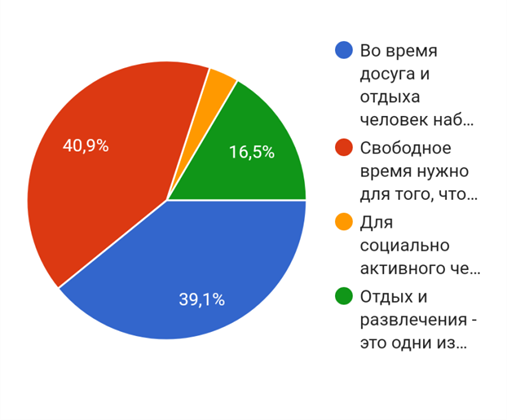 40,9%
16,5%
39,1%
Во время
досуга и
отдыха
человек наб...
Свободное
время нужно
для того, что...
Для
социально
активного че...
Отдых и
развлечения -
это одни из...